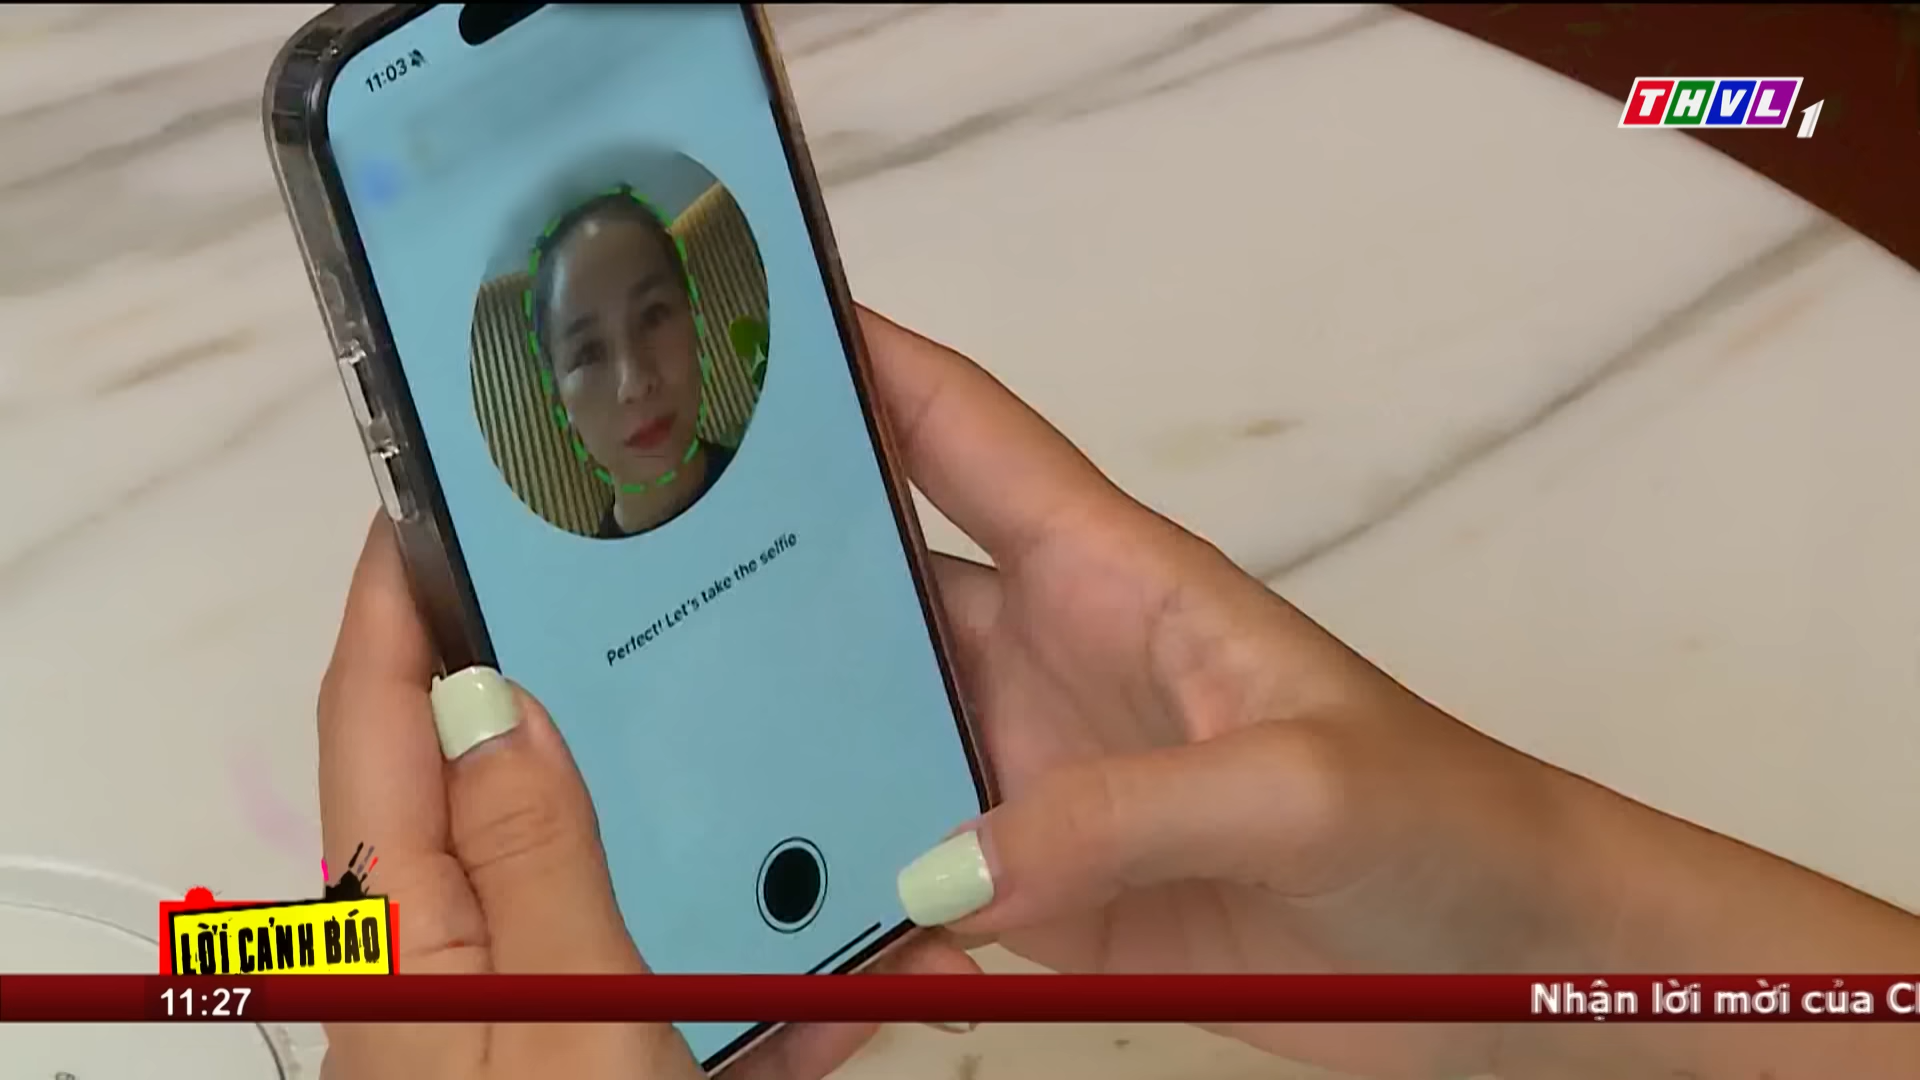 11:03
THVL1
Perfect! Let's take the selfie
LỜI CẢNH BÁO
11:27
Nhận lời mời của